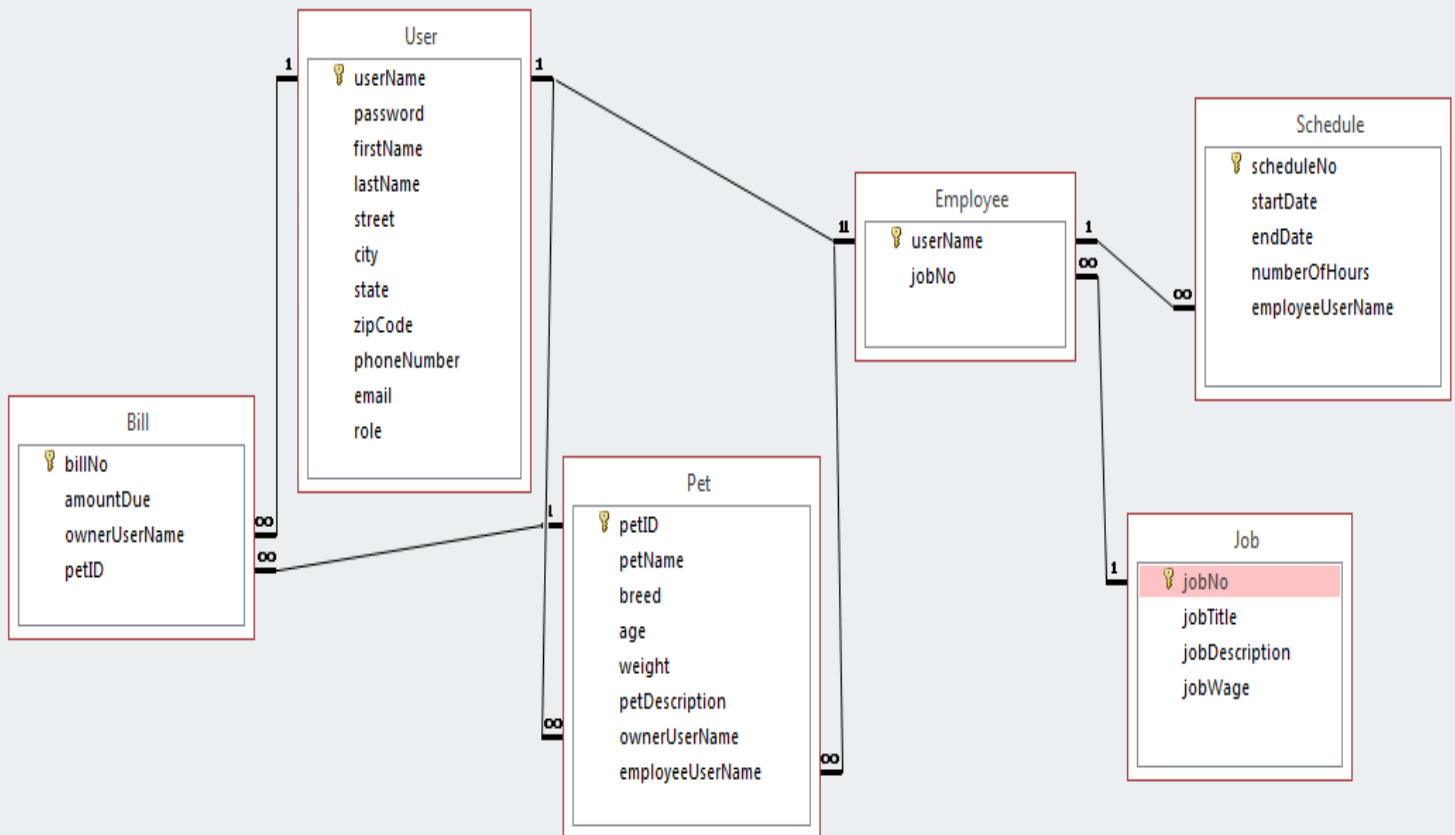 User
userName
password
firstName
lastName
street
city
state
zipCode
phoneNumber
email
role
1
1
Employee
userName
jobNo
1
1
1
∞
Schedule
scheduleNo
startDate
endDate
numberOfHours
employeeUserName
∞
Bill
billNo
amountDue
ownerUserName
petID
∞
∞
Pet
petID
petName
breed
age
weight
petDescription
ownerUserName
employeeUserName
1
∞
∞
Job
jobNo
jobTitle
jobDescription
jobWage
1